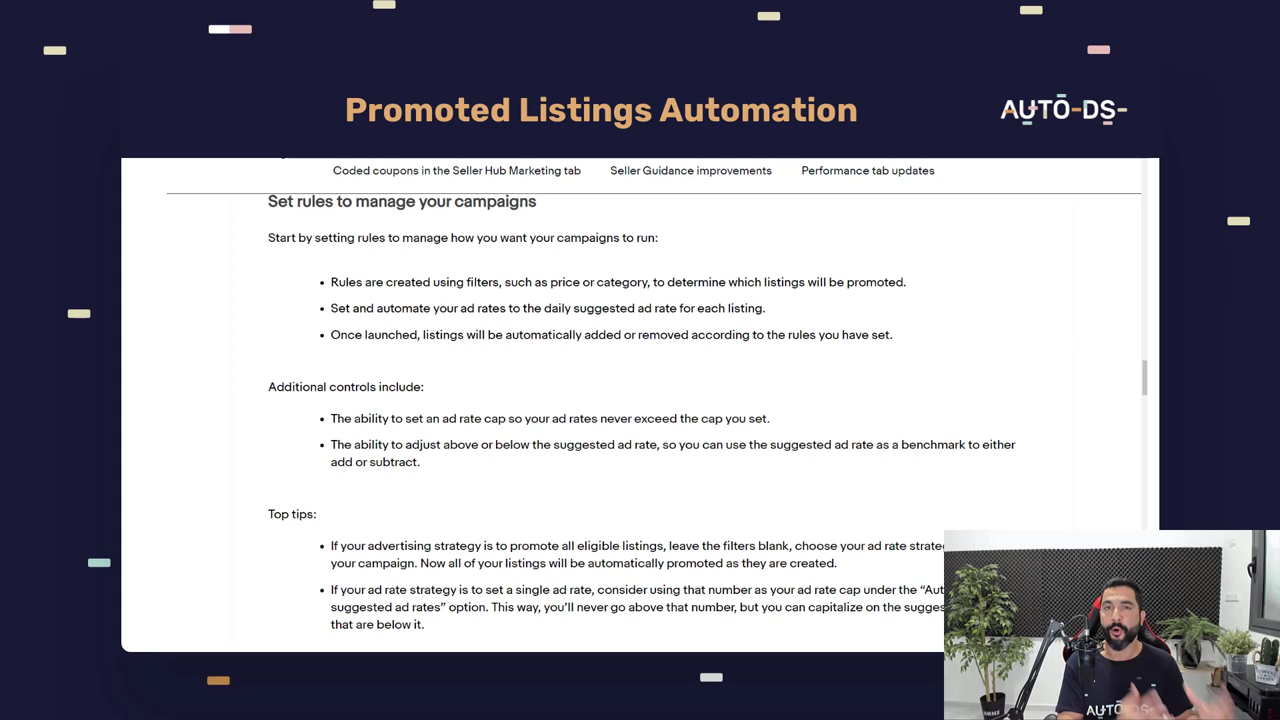 Promoted Listings Automation
AUTO-DS-
Coded coupons in the Seller Hub Marketing tab Seller Guidance improvements Performance tab updates
Set rules to manage your campaigns
Start by setting rules to manage how you want your campaigns to run:
• Rules are created using filters, such as price or category, to determine which listings will be promoted.
• Set and automate your ad rates to the daily suggested ad rate for each listing.
• Once launched, listings will be automatically added or removed according to the rules you have set.
Additional controls include:
• The ability to set an ad rate cap so your ad rates never exceed the cap you set.
• The ability to adjust above or below the suggested ad rate, so you can use the suggested ad rate as a benchmark to either
add or subtract.
Top tips:
• If your advertising strategy is to promote all eligible listings, leave the filters blank, choose your ad rate
your campaign. Now all of your listings will be automatically promoted as they are created.
• If your ad rate strategy is to set a single ad rate, consider using that number as your ad rate cap under the
suggested ad rates” option. This way, you’ll never go above that number, but you can capitalize on the
that are below it.
AUTO-DS